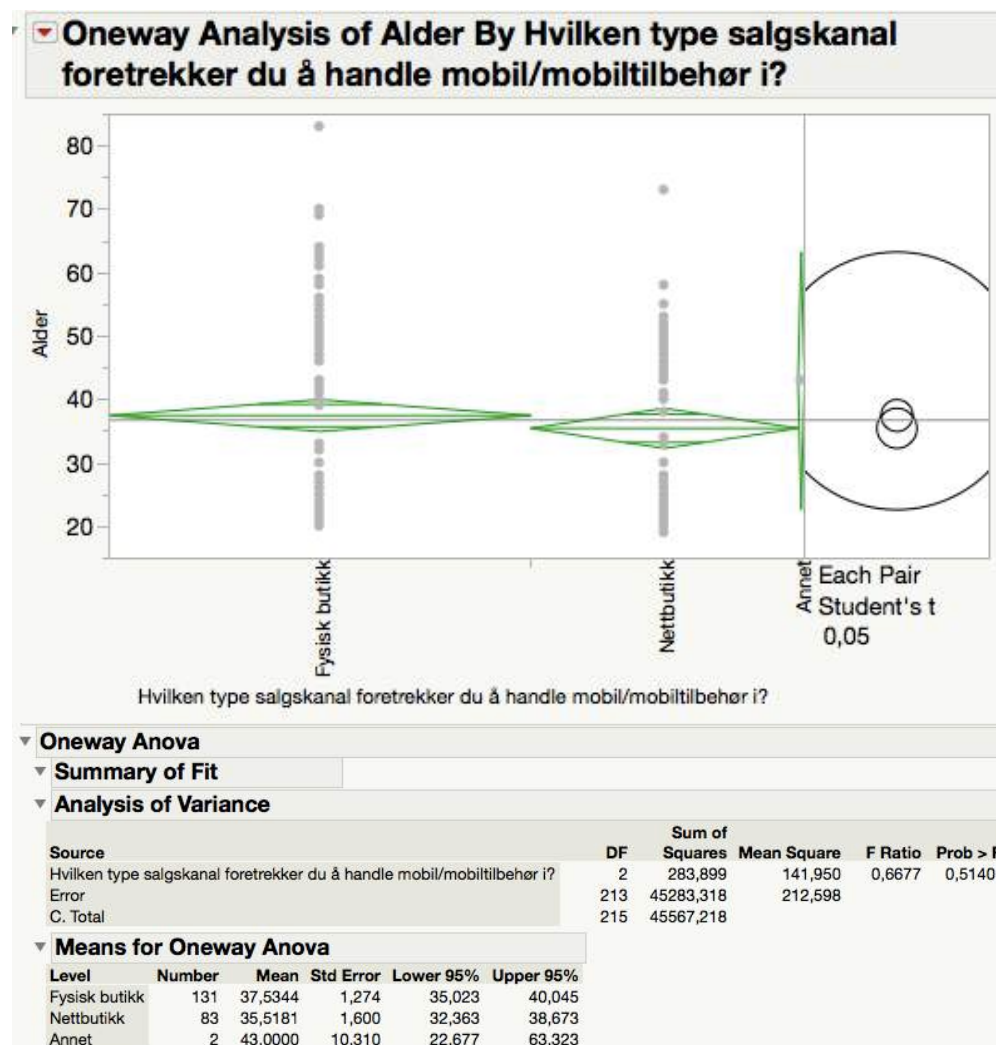 Oneway Analysis of Alder By Hvilken type salgskanal
foretrekker du å handle mobil/mobiltilbehør i?
80
70
60
50
40
30
20
Alder
Fysisk butikk
Nettbutikk
Annet
Each Pair
Student's t
0,05
Hvilken type salgskanal foretrekker du å handle mobil/mobiltilbehør i?
Oneway Anova
Summary of Fit
Analysis of Variance
Source DF Sum of Squares Mean Square F Ratio Prob > F
Hvilken type salgskanal foretrekker du å handle mobil/mobiltilbehør i? 2 283,899 141,950 0,6677 0,5140
Error 213 45283,318 212,598
C. Total 215 45567,218
Means for Oneway Anova
Level Number Mean Std Error Lower 95% Upper 95%
Fysisk butikk 131 37,5344 1,274 35,023 40,045
Nettbutikk 83 35,5181 1,600 32,363 38,673
Annet 2 43,0000 10,310 22,677 63,323